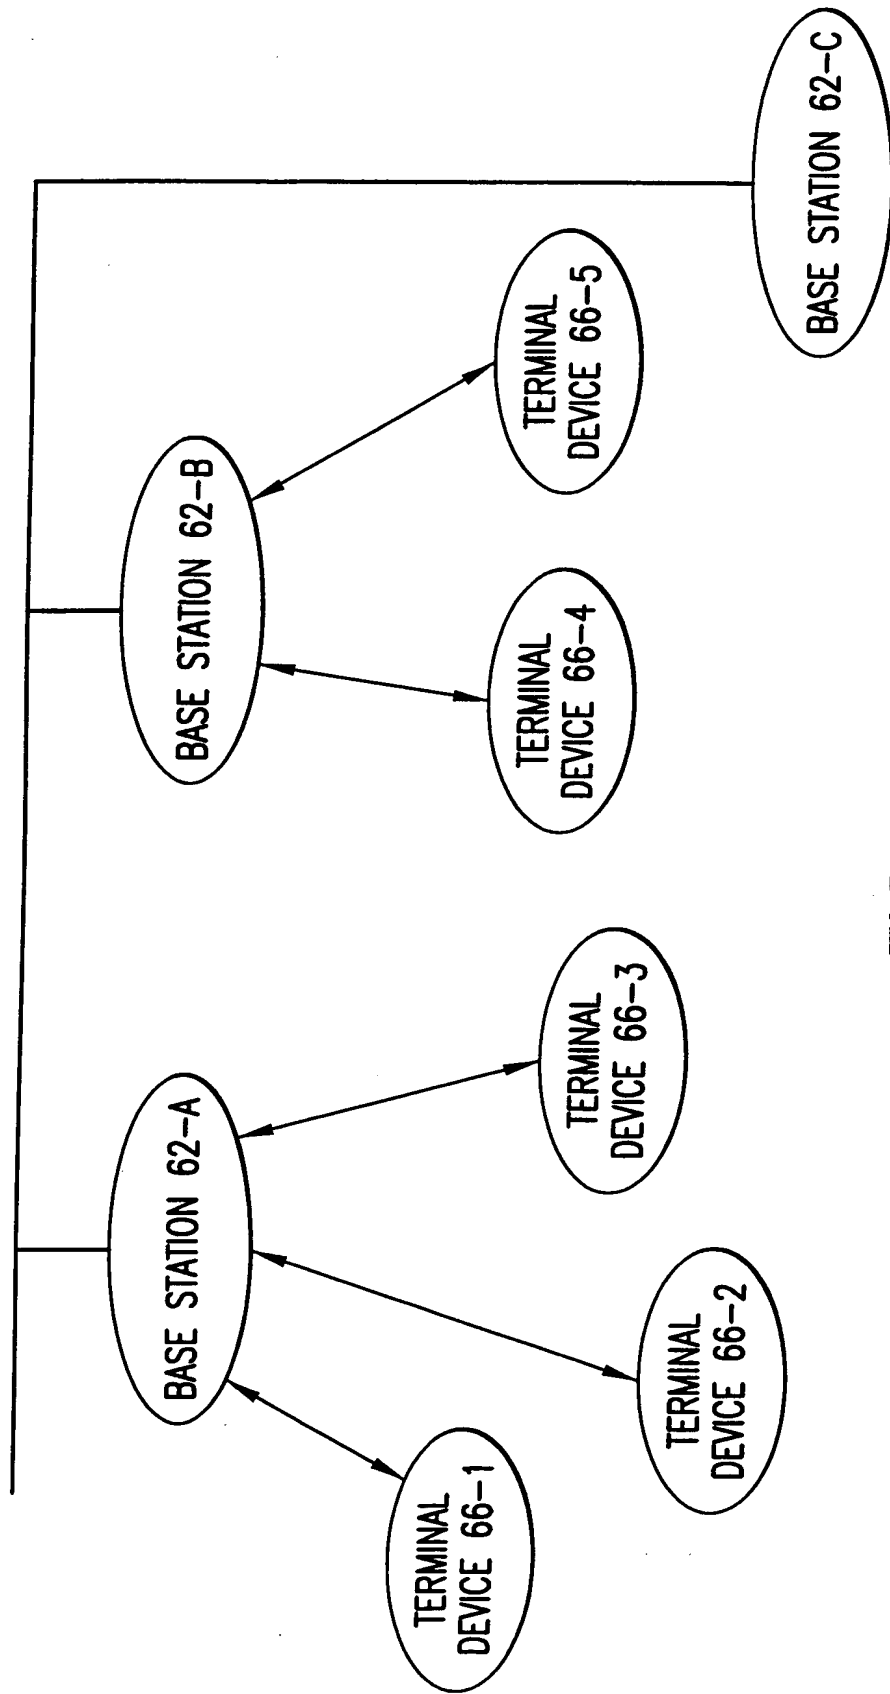 BASE STATION 62-A
BASE STATION 62-B
TERMINAL
DEVICE 66-1
TERMINAL
DEVICE 66-2
TERMINAL
DEVICE 66-3
TERMINAL
DEVICE 66-4
TERMINAL
DEVICE 66-5
BASE STATION 62-C